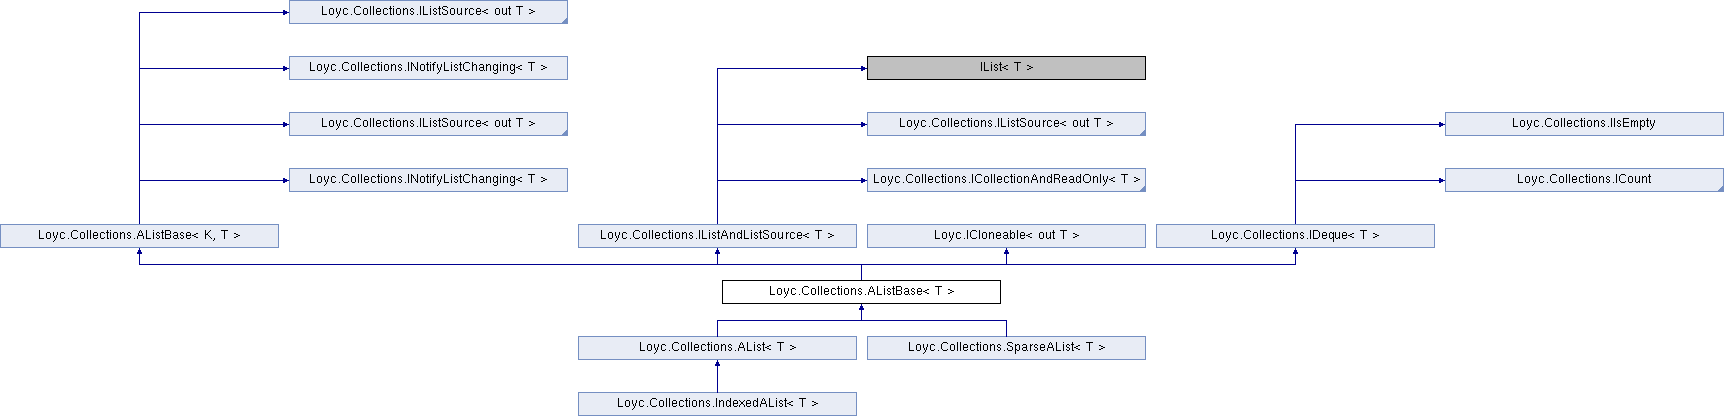 Loyc.Collections.IListSource< out T >
Loyc.Collections.INotifyListChanging< T >
IList< T >
Loyc.Collections.IListSource< out T >
Loyc.Collections.IListSource< out T >
Loyc.Collections.IIsEmpty
Loyc.Collections.INotifyListChanging< T >
Loyc.Collections.ICollectionAndReadOnly< T >
Loyc.Collections.ICount
Loyc.Collections.AListBase< K, T >
Loyc.Collections.IListAndListSource< T >
Loyc.ICloneable< out T >
Loyc.Collections.IDeque< T >
Loyc.Collections.AListBase< T >
Loyc.Collections.AList< T >
Loyc.Collections.SparseAList< T >
Loyc.Collections.IndexedAList< T >